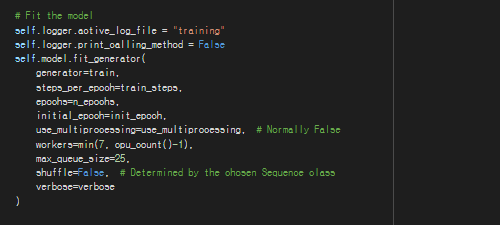 # Fit the model
self.logger.active_log_file = "training"
self.logger.print_calling_method = False
self.model.fit_generator(
    generator=train,
    steps_per_epoch=train_steps,
    epochs=n_epochs,
    initial_epoch=init_epoch,
    use_multiprocessing=use_multiprocessing,  # Normally False
    workers=min(7, cpu_count()-1),
    max_queue_size=25,
    shuffle=False,  # Determined by the chosen Sequence class
    verbose=verbose
)